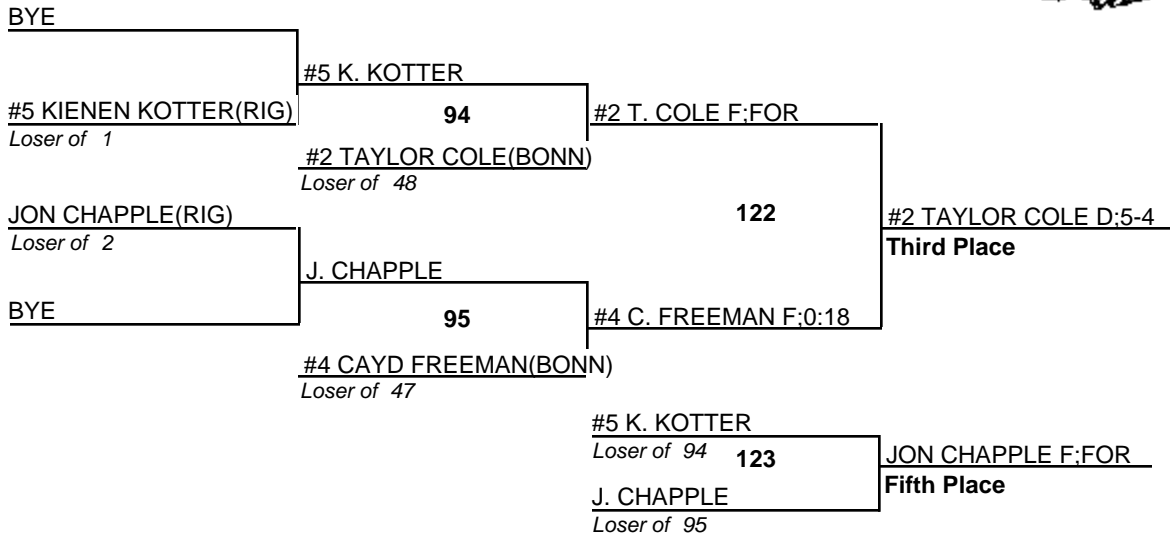 BYE
#5 K. KOTTER
#5 KIENEN KOTTER(RIG)
Loser of 1
94
#2 T. COLE F;FOR
#2 TAYLOR COLE(BONN)
Loser of 48
JON CHAPPLE(RIG)
Loser of 2
122
#2 TAYLOR COLE D;5-4
Third Place
J. CHAPPLE
BYE
95
#4 C. FREEMAN F;0:18
#4 CAYD FREEMAN(BONN)
Loser of 47
#5 K. KOTTER
Loser of 94
123
JON CHAPPLE F;FOR
Fifth Place
J. CHAPPLE
Loser of 95